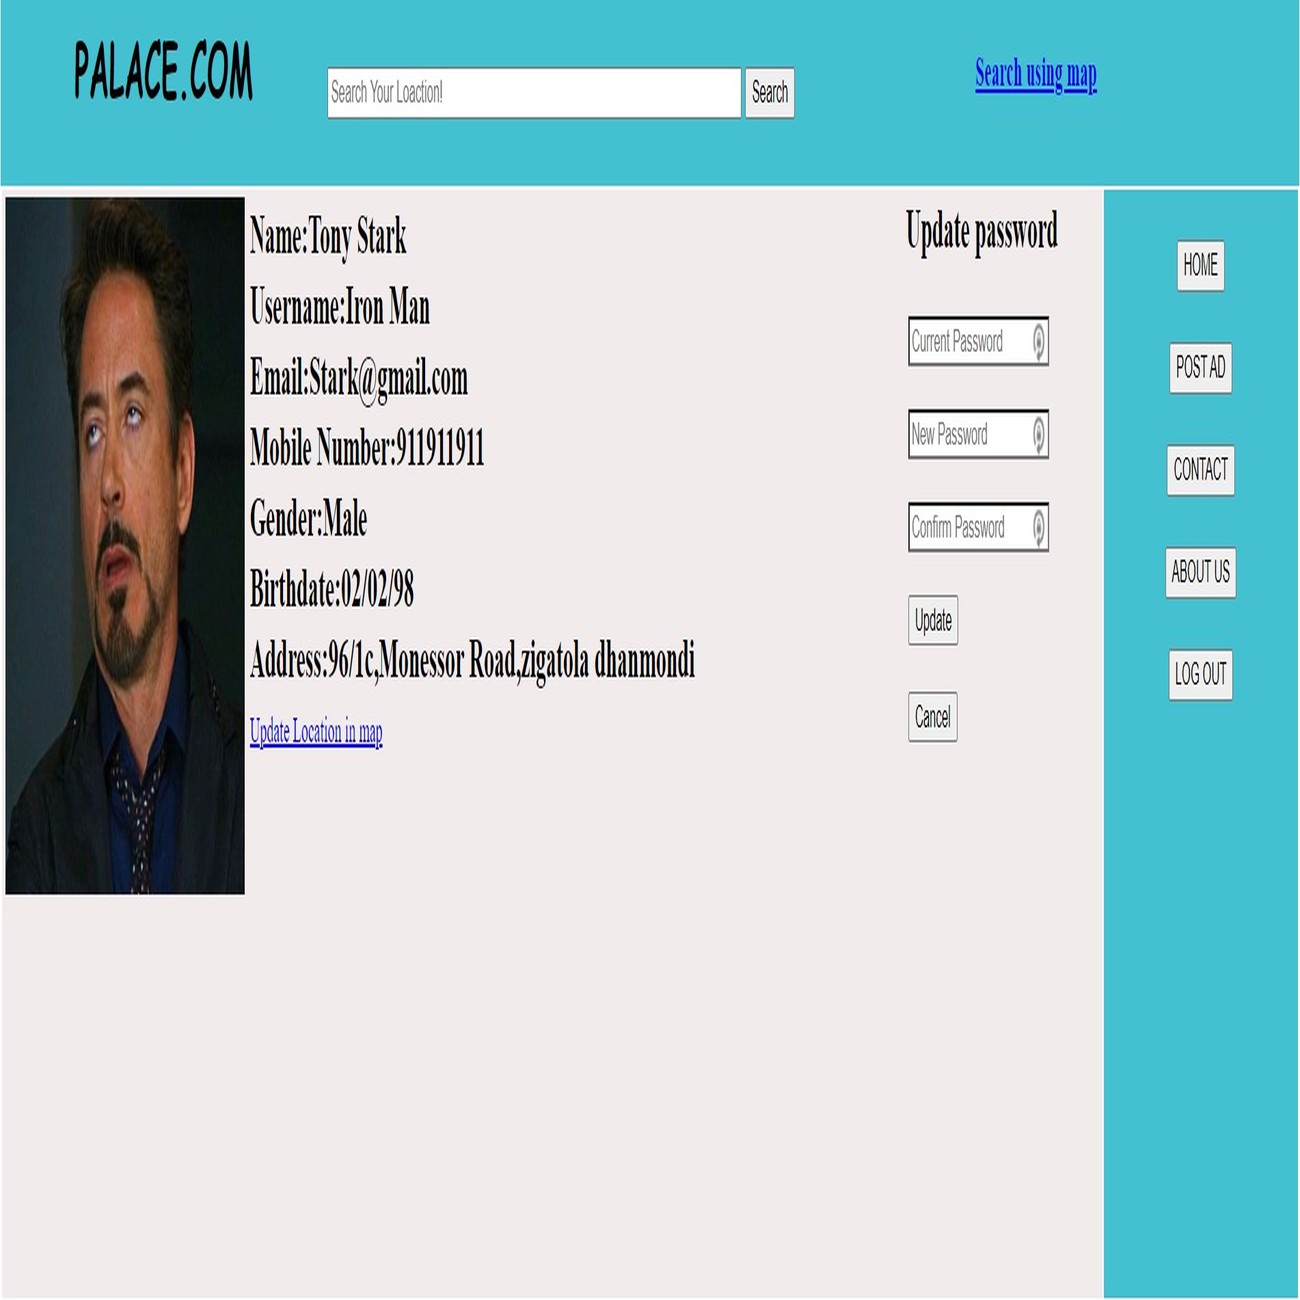 PALACE.COM
Search Your Loaction!
Search
Search using map
Name:Tony Stark
Username:Iron Man
Email:Stark@gmail.com
Mobile Number:911911911
Gender:Male
Birthdate:02/02/98
Address:96/1c,Monessor Road,zigatola dhanmondi
Update Location in map
Update password
Current Password
New Password
Confirm Password
Update
Cancel
HOME
POST AD
CONTACT
ABOUT US
LOG OUT